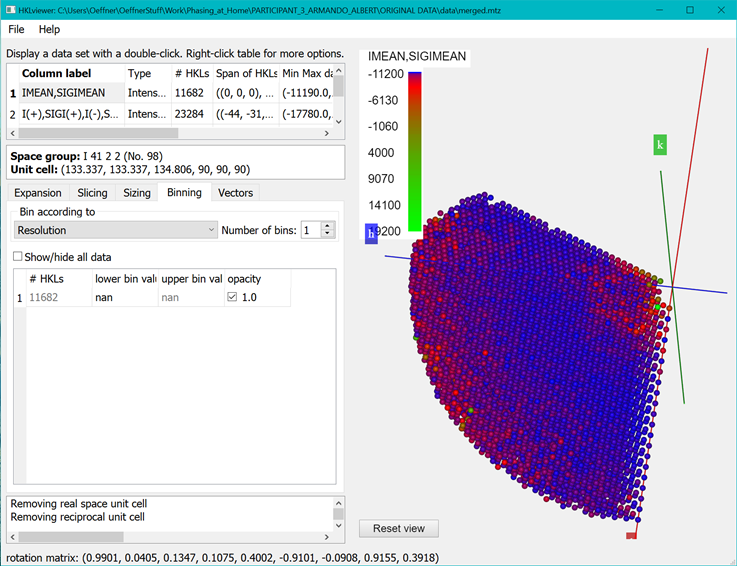 HKLviewer: C:\Users\Oeffner\OeffnerStuff\Work\Phasing_at_Home\PARTICIPANT_3_ARMANDO_ALBERT\ORIGINAL DATA\data\merged.mtz
File Help
Display a data set with a double-click. Right-click table for more options.
Column label Type # HKLs Span of HKLs Min Max da
1 IMEAN,SIGIMEAN Intens... 11682 ((0, 0, 0), ... (-11190.0,
2 I(+),SIGI(+),I(-),S... Intens... 23284 ((-44, -31,... (-17780.0,
Space group: I 41 2 2 (No. 98)
Unit cell: (133.337, 133.337, 134.806, 90, 90, 90)
Expansion Slicing Sizing Binning Vectors
Bin according to
Resolution Number of bins: 1
Show/hide all data
# HKLs lower bin valu upper bin val opacity
1 11682 nan nan 1.0
Removing real space unit cell
Removing reciprocal unit cell
rotation matrix: (0.9901, 0.0405, 0.1347, 0.1075, 0.4002, -0.9101, -0.0908, 0.9155, 0.3918)
IMEAN,SIGIMEAN
-11200
-6130
-1060
4000
9070
14100
9200
k
h
Reset view